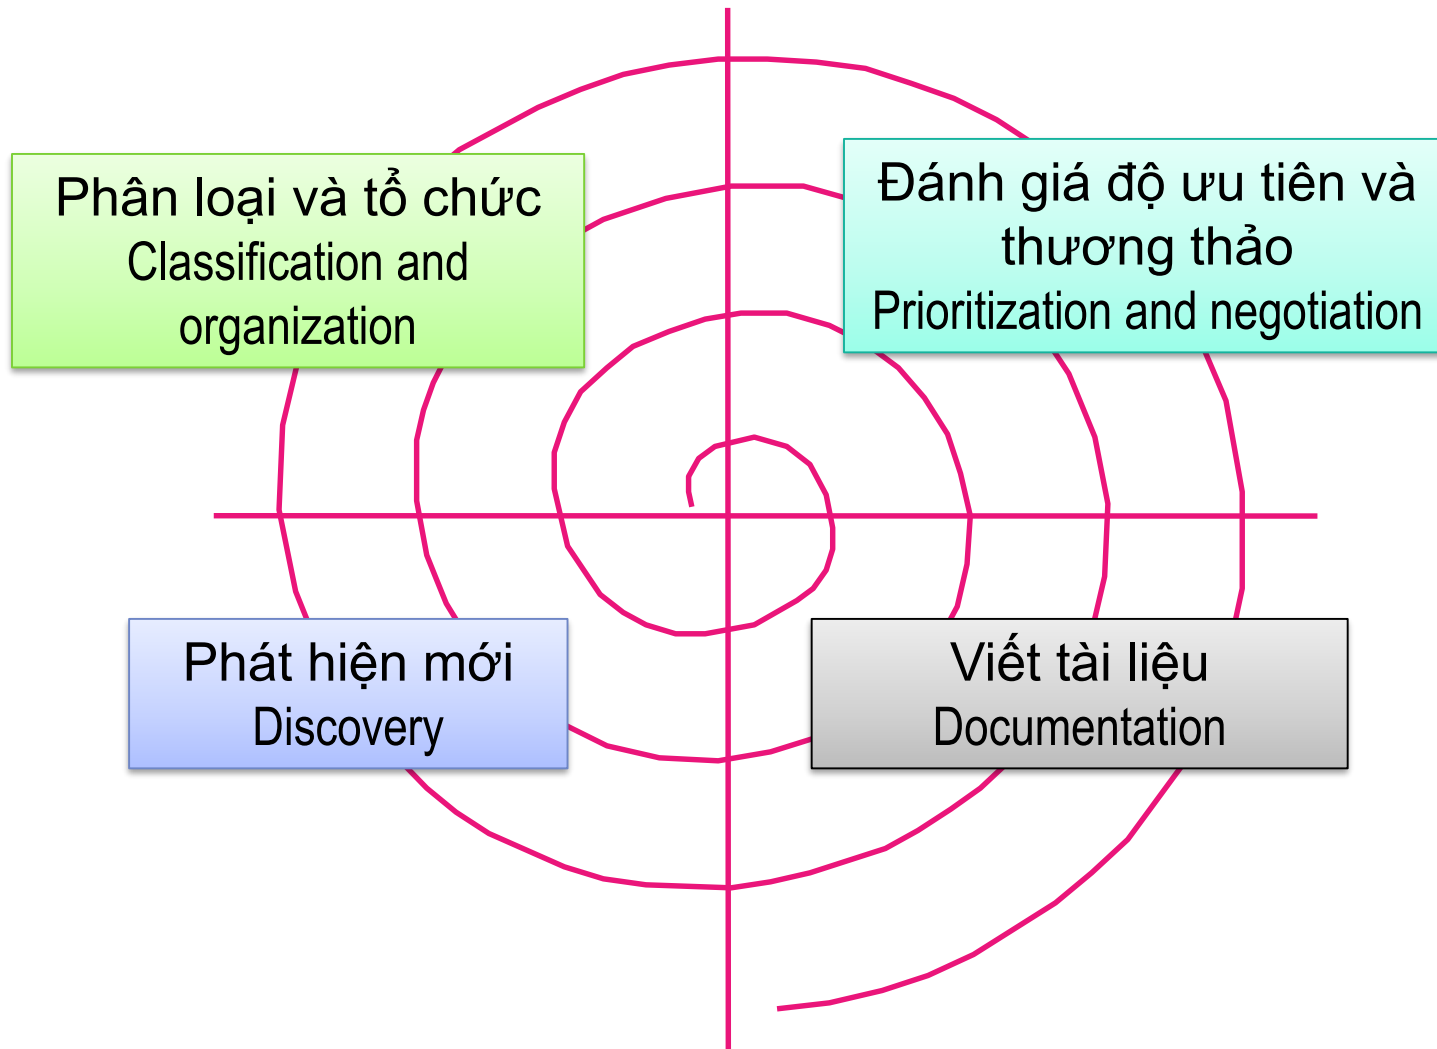 Phân loại và tổ chức
Classification and
organization
Đánh giá độ ưu tiên và
thương thảo
Prioritization and negotiation
Phát hiện mới
Discovery
Viết tài liệu
Documentation